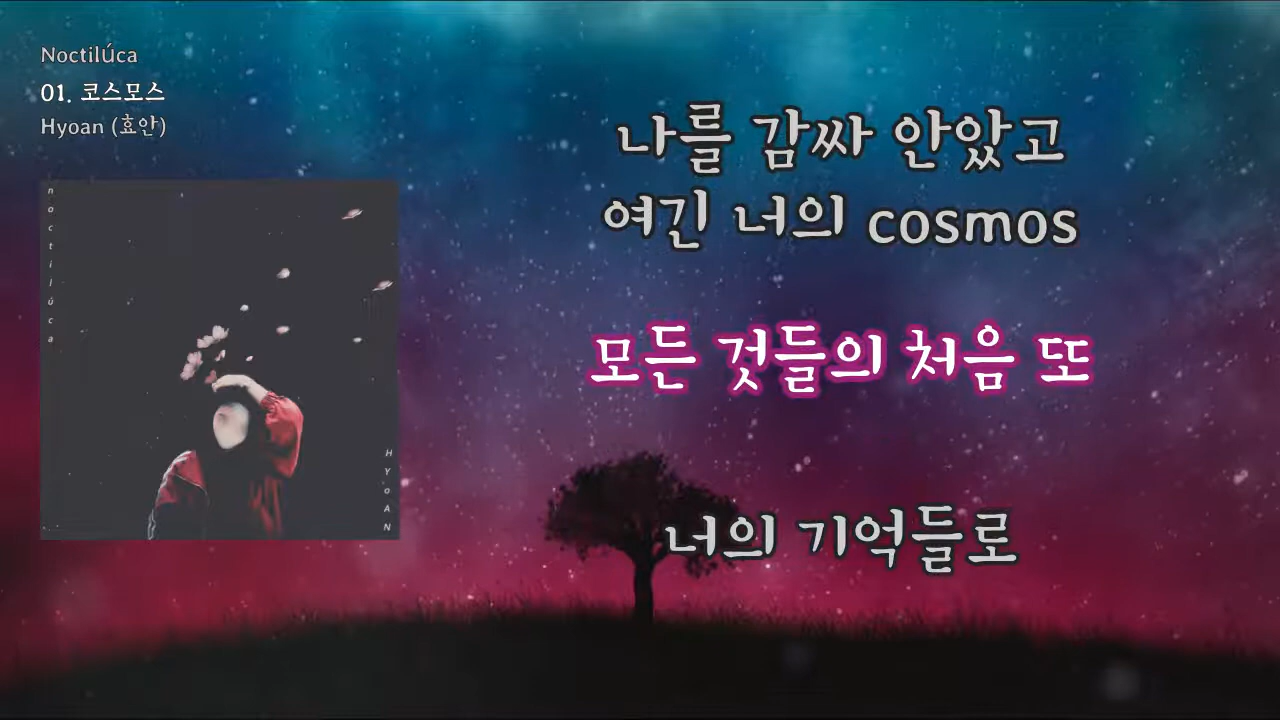 Noctilúca
01. 코스모스
Hyoan (효안)
noctilúca
HYoAN
나를 감싸 안았고
여긴 너의 cosmos
모든 것들의 처음 또
너의 기억들로